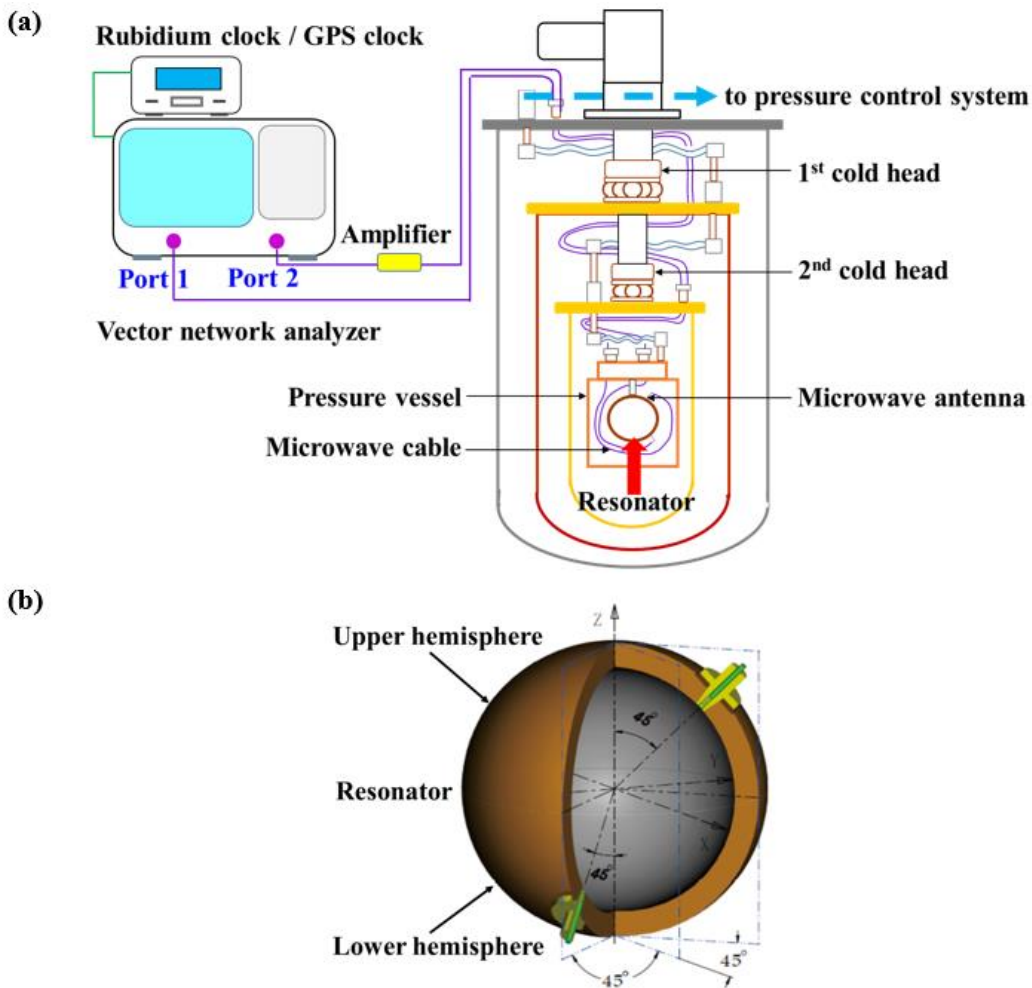 (a)
Rubidium clock / GPS clock
to pressure control system
1st cold head
Amplifier
Port 1
Port 2
2nd cold head
Vector network analyzer
Pressure vessel
Microwave antenna
Microwave cable
Resonator
(b)
Z
Upper hemisphere
45°
Y
Resonator
X
45°
Lower hemisphere
45°
45°